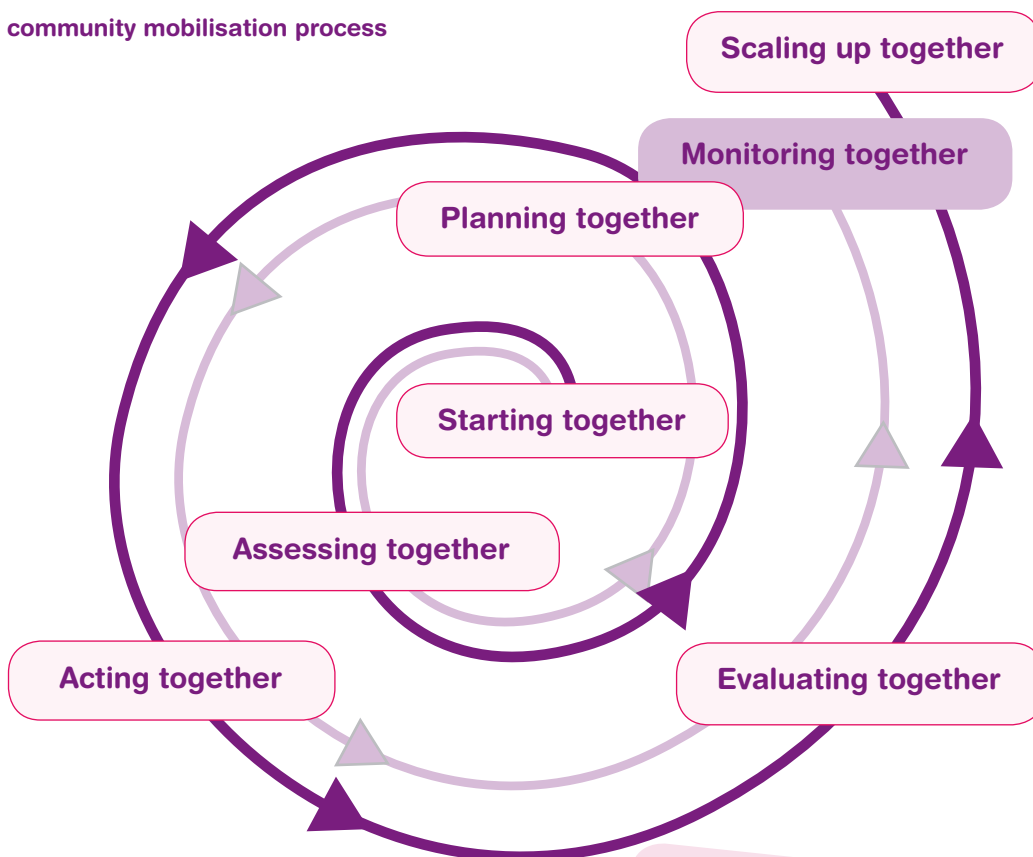 community mobilisation process
Scaling up together
Monitoring together
Planning together
Starting together
Assessing together
Acting together
Evaluating together